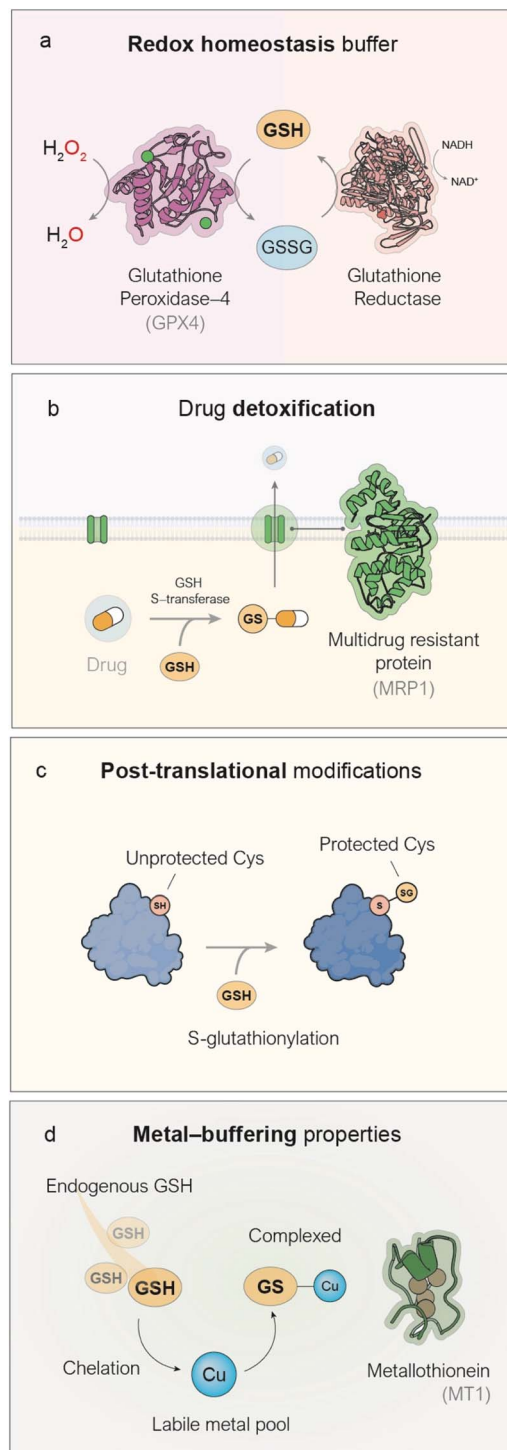 a
Redox homeostasis buffer
H2O2
H2O
GSH
GSSG
NADH
NAD+
Glutathione
Peroxidase–4
(GPX4)
Glutathione
Reductase
b
Drug detoxification
GSH
S–transferase
Drug
GSH
GS
Multidrug resistant
protein
(MRP1)
c
Post-translational modifications
Unprotected Cys
Protected Cys
SH
S
SG
GSH
S-glutathionylation
d
Metal–buffering properties
Endogenous GSH
GSH
GSH
GSH
Complexed
GS
Cu
Chelation
Cu
Labile metal pool
Metallothionein
(MT1)